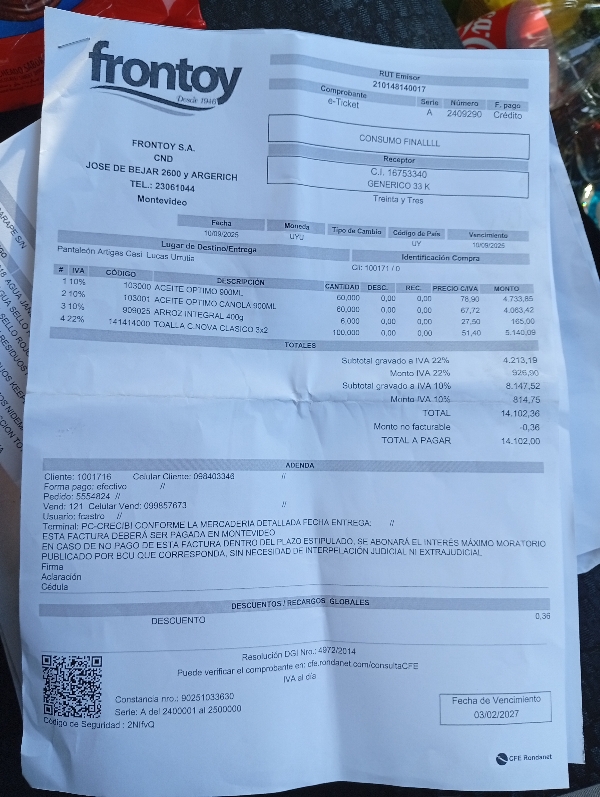 frontoy
Desde 1946
RUT Emisor
210148140017
Comprobante Serie Número F. pago
e-Ticket A 2409290 Crédito
CONSUMO FINALLLL
Receptor
C.I. 16753340
GENERICO 33 K
Treinta y Tres
FRONTOY S.A.
CND
JOSE DE BEJAR 2600 y ARGERICH
TEL.: 23061044
Montevideo
Fecha Moneda Tipo de Cambio Código de País Vencimiento
10/09/2025 UYU UY 10/09/2025
Lugar de Destino/Entrega Identificación Compra
Pantaleón Artigas Casi Lucas Urrutia
Cli: 100171 / 0
# IVA CÓDIGO DESCRIPCIÓN CANTIDAD DESC. REC. PRECIO C/IVA MONTO
1 10% 103000 ACEITE OPTIMO 900ML 60,000 0,00 0,00 78,90 4.733,85
2 10% 103001 ACEITE OPTIMO CANOLA 900ML 60,000 0,00 0,00 67,72 4.063,42
3 10% 909025 ARROZ INTEGRAL 400g 6,000 0,00 0,00 27,50 165,00
4 22% 141414000 TOALLA C.NOVA CLASICO 3x2 100,000 0,00 0,00 51,40 5.140,09
TOTALES
Subtotal gravado a IVA 22% 4.213,19
Monto IVA 22% 926,90
Subtotal gravado a IVA 10% 8.147,52
Monto IVA 10% 814,75
TOTAL 14.102,36
Monto no facturable -0,36
TOTAL A PAGAR 14.102,00
ADENDA
Cliente: 1001716 Celular Cliente: 098403346 //
Forma pago: efectivo //
Pedido: 5554824 //
Vend: 121 Celular Vend: 099857673 //
Usuario: fcastro //
Terminal: PC-CRECIBI CONFORME LA MERCADERIA DETALLADA FECHA ENTREGA: //
ESTA FACTURA DEBERÁ SER PAGADA EN MONTEVIDEO
EN CASO DE NO PAGO DE ESTA FACTURA DENTRO DEL PLAZO ESTIPULADO, SE ABONARÁ EL INTERÉS MÁXIMO MORATORIO
PUBLICADO POR BCU QUE CORRESPONDA, SIN NECESIDAD DE INTERPELACIÓN JUDICIAL NI EXTRAJUDICIAL
Firma
Aclaración
Cédula
DESCUENTOS / RECARGOS GLOBALES
DESCUENTO 0,36
Resolución DGI Nro.: 4972/2014
Puede verificar el comprobante en: cfe.rondanet.com/consultaCFE
IVA al día
Constancia nro.: 90251033630
Serie: A del 2400001 al 2500000
Código de Seguridad : 2NIfvQ
Fecha de Vencimiento
03/02/2027
CFE Rondanet